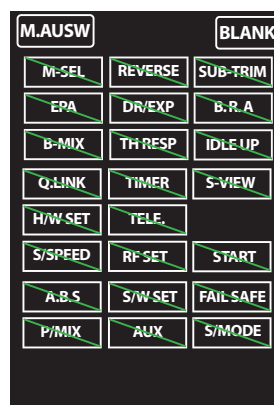 M.AUSW BLANK
M-SEL REVERSE SUB-TRIM
EPA DR/EXP B.R. A
B-MIX TH RESP IDLE UP
Q.LINK TIMER S-VIEW
H/W SET TELE.
S/SPEED RF SET START
A.B.S S/W SET FAIL SAFE
P/MIX AUX S/MODE